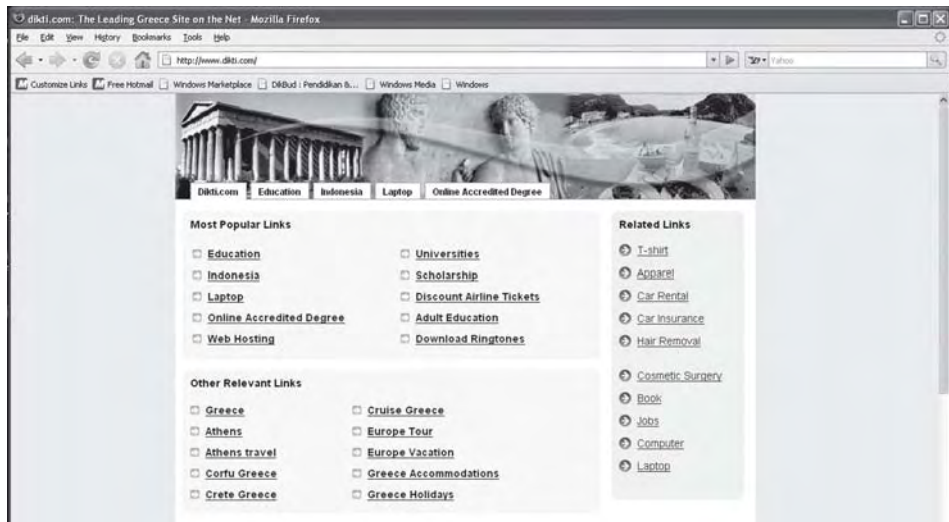 dikti.com: The Leading Greece Site on the Net - Mozilla Firefox
File Edit View History Bookmarks Tools Help
http://www.dikti.com/
Yahoo
Customize Links Free Hotmail Windows Marketplace DikBud : Pendidikan &... Windows Media Windows
Dikti.com Education Indonesia Laptop Online Accredited Degree
Most Popular Links
Education Universities
Indonesia Scholarship
Laptop Discount Airline Tickets
Online Accredited Degree Adult Education
Web Hosting Download Ringtones
Other Relevant Links
Greece Cruise Greece
Athens Europe Tour
Athens travel Europe Vacation
Corfu Greece Greece Accommodations
Crete Greece Greece Holidays
Related Links
T-shirt
Apparel
Car Rental
Car Insurance
Hair Removal
Cosmetic Surgery
Book
Jobs
Computer
Laptop